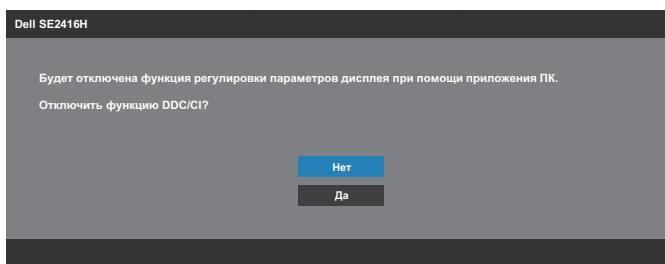 Dell SE2416H
Будет отключена функция регулировки параметров дисплея при помощи приложения ПК.
Отключить функцию DDC/CI?
Нет
Да